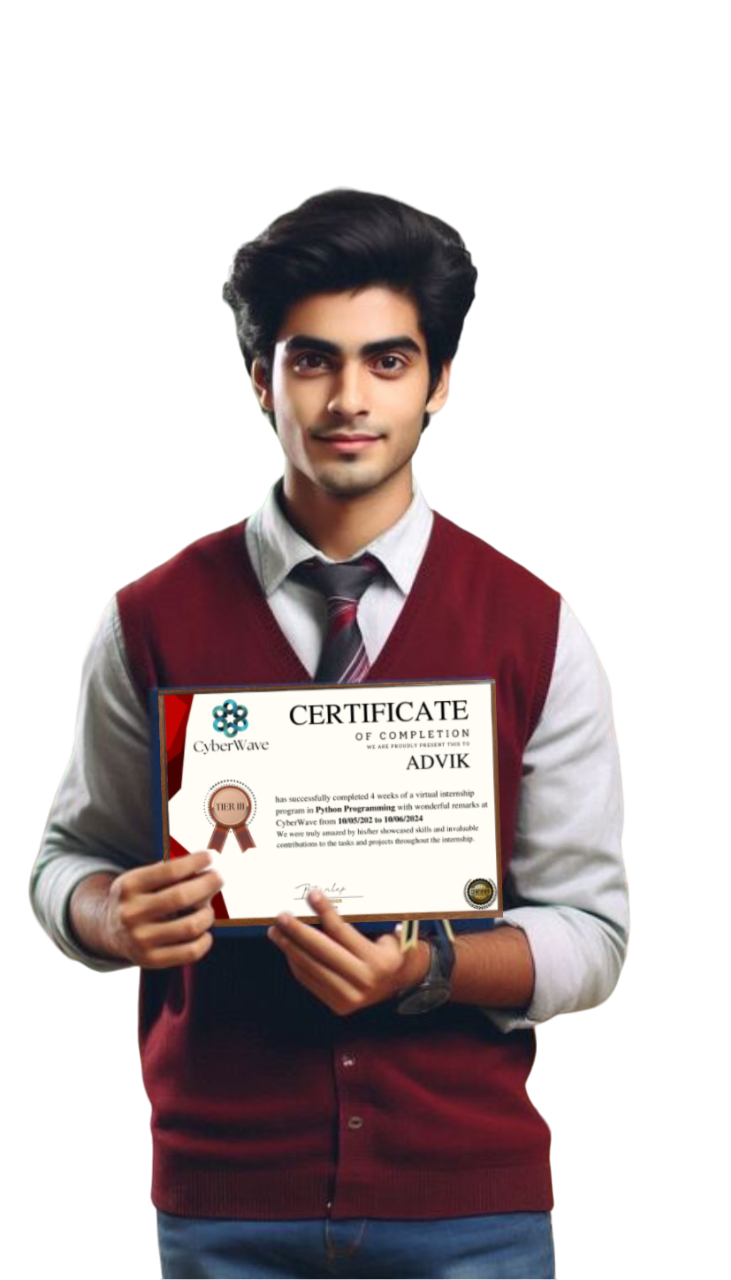 CyberWave
CERTIFICATE
OF COMPLETION
WE ARE PROUDLY PRESENT THIS TO
ADVIK
TIER III
has successfully completed 4 weeks of a virtual internship
program in Python Programming with wonderful remarks at
CyberWave from 10/05/202 to 10/06/2024
We were truly amazed by his/her showcased skills and invaluable
contributions to the tasks and projects throughout the internship.